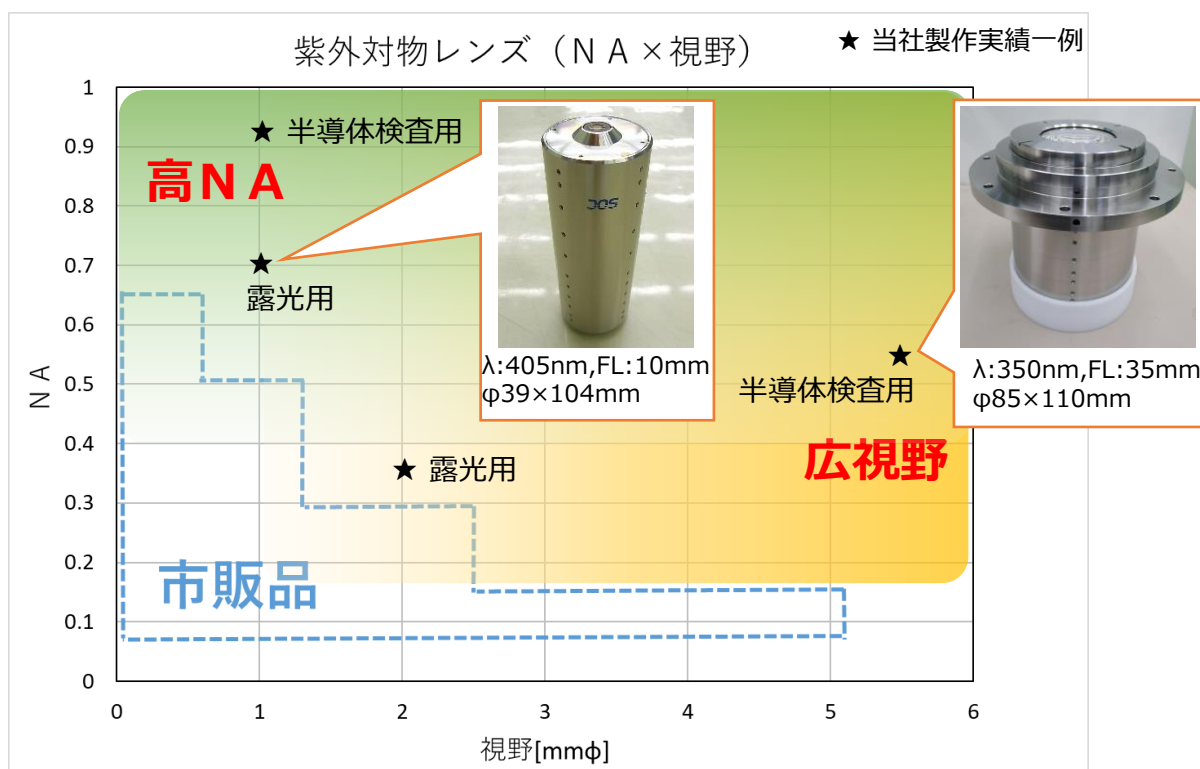 紫外対物レンズ（ＮＡ×視野）
★ 当社製作実績一例
1
0.9
0.8
0.7
0.6
0.5
0.4
0.3
0.2
0.1
0
ＮＡ
★ 半導体検査用
高ＮＡ
★
露光用
SOC
λ:405nm,FL:10mm
φ39×104mm
★
半導体検査用
λ:350nm,FL:35mm
φ85×110mm
★ 露光用
広視野
市販品
0 1 2 3 4 5 6
視野[mmφ]